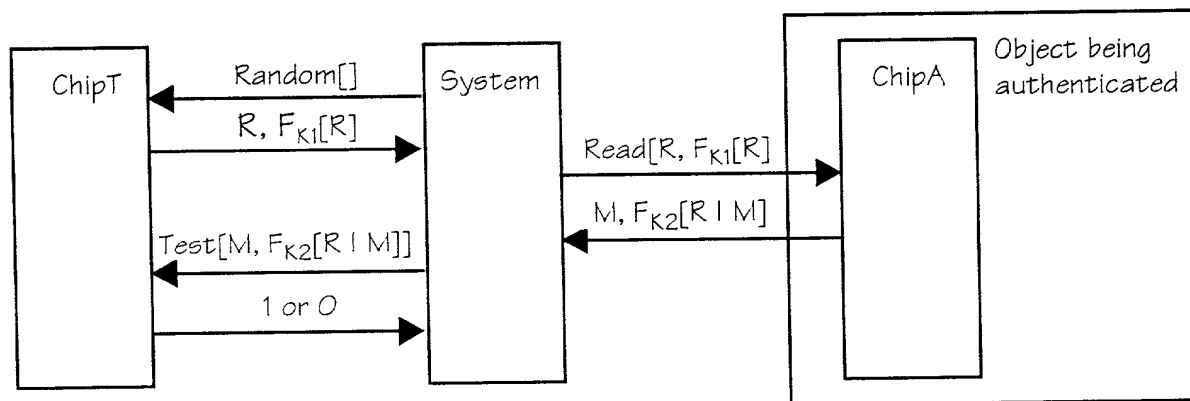 ChipT
Random[]
R, F_K1[R]
Test[M, F_K2[R | M]]
1 or 0
System
Read[R, F_K1[R]
M, F_K2[R | M]
ChipA
Object being
authenticated